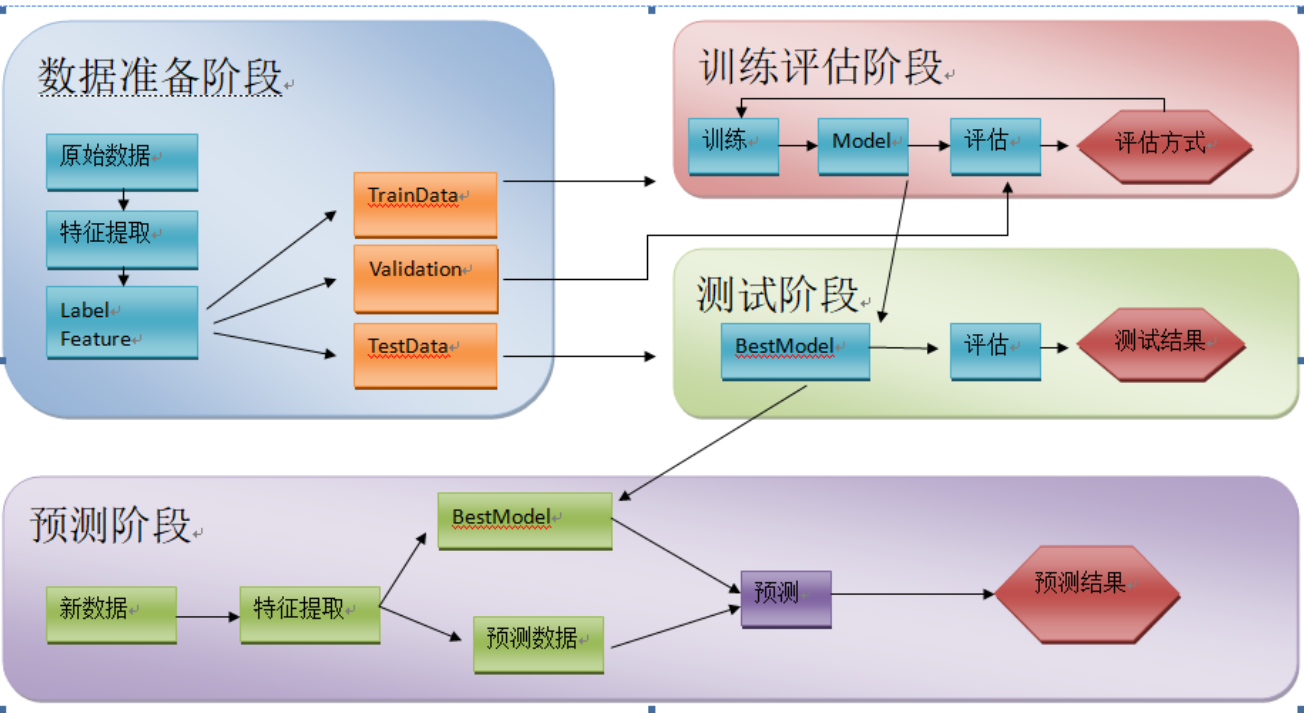 数据准备阶段
原始数据
特征提取
Label
Feature
TrainData
Validation
TestData
训练评估阶段
训练
Model
评估
评估方式
测试阶段
BestModel
评估
测试结果
预测阶段
新数据
特征提取
BestModel
预测数据
预测
预测结果